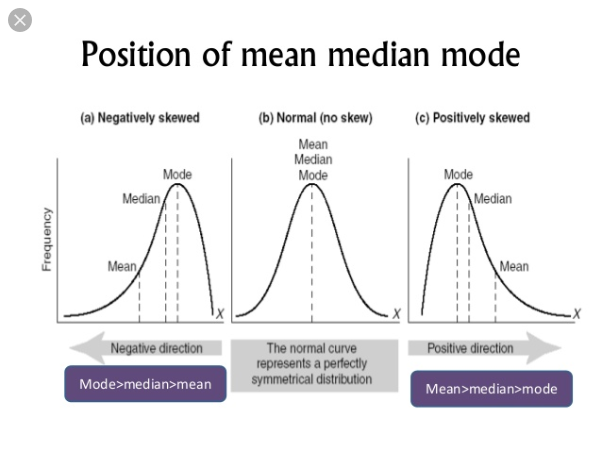 Position of mean median mode
(a) Negatively skewed
(b) Normal (no skew)
(c) Positively skewed
Frequency
Mode
Median
Mean
X
Mean
Median
Mode
X
Mode
Median
Mean
X
Negative direction
The normal curve
represents a perfectly
symmetrical distribution
Positive direction
Mode>median>mean
Mean>median>mode